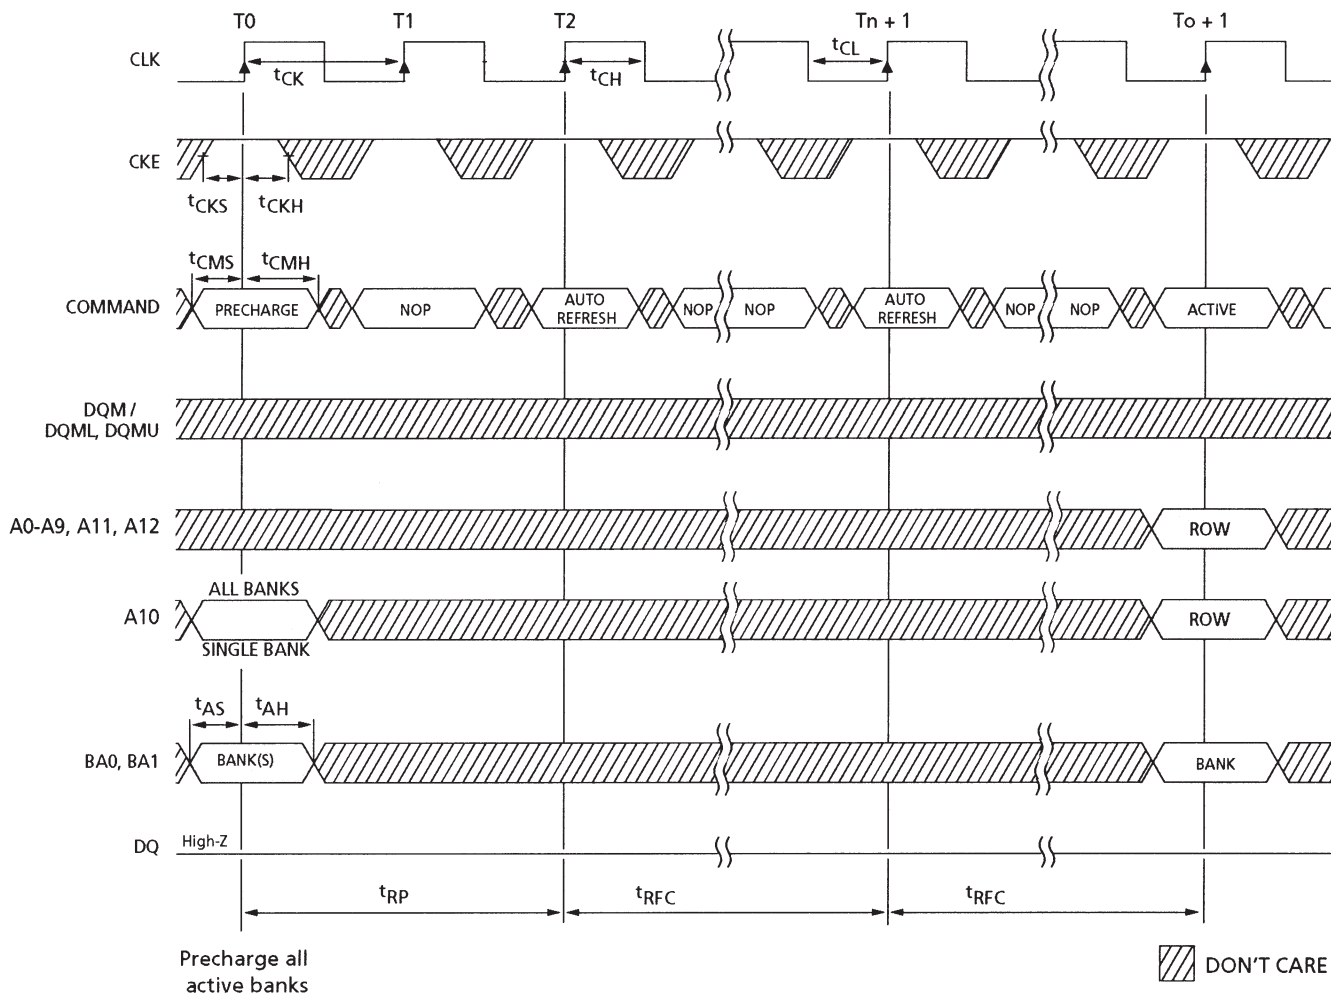 T0 T1 T2 Tn + 1 To + 1
CLK
tCK tCH tCL
CKE
tCKS tCKH
tCMS tCMH
COMMAND PRECHARGE NOP AUTO REFRESH NOP NOP AUTO REFRESH NOP NOP ACTIVE
DQM /
DQML, DQMU
A0-A9, A11, A12 ROW
ALL BANKS
A10 ROW
SINGLE BANK
tAS tAH
BA0, BA1 BANK(S) BANK
DQ High-Z
tRP tRFC tRFC
Precharge all
active banks
DON'T CARE